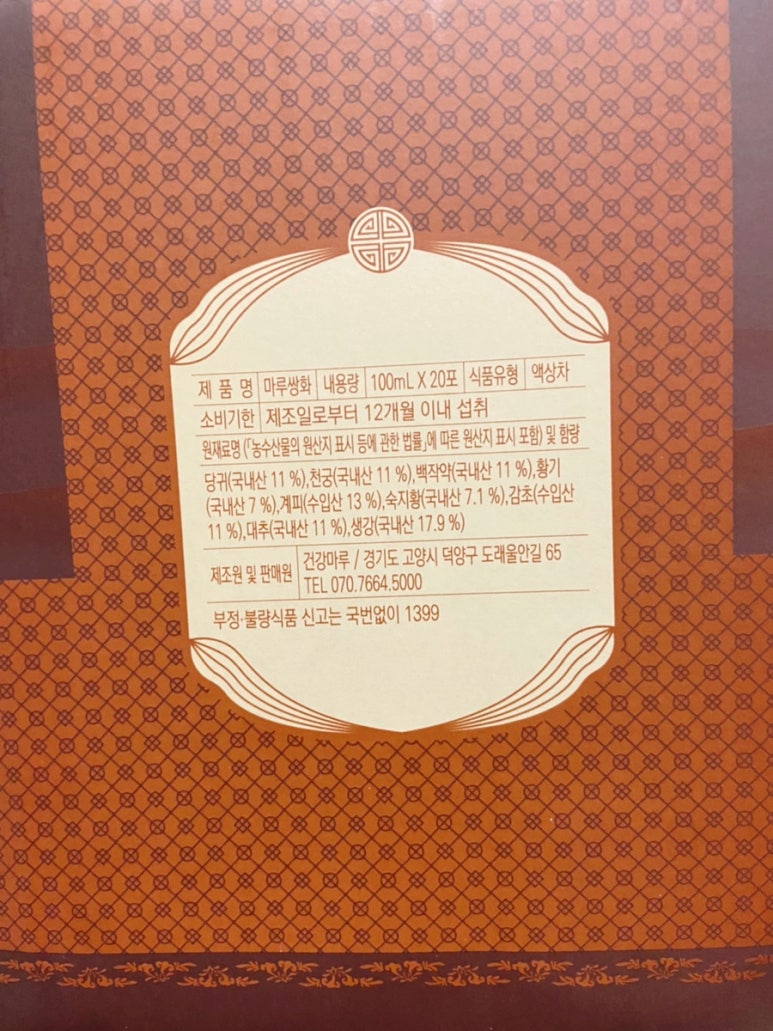 제 품 명 마루쌍화 내용량 100mL X 20포 식품유형 액상차
소비기한 제조일로부터 12개월 이내 섭취
원재료명 (「농수산물의 원산지 표시 등에 관한 법률」에 따른 원산지 표시 포함) 및 함량
당귀(국내산 11 %),천궁(국내산 11 %),백작약(국내산 11 %),황기
(국내산 7 %),계피(수입산 13 %),숙지황(국내산 7.1 %),감초(수입산
11 %),대추(국내산 11 %),생강(국내산 17.9 %)
제조원 및 판매원 건강마루 / 경기도 고양시 덕양구 도래울안길 65
TEL 070.7664.5000
부정·불량식품 신고는 국번없이 1399